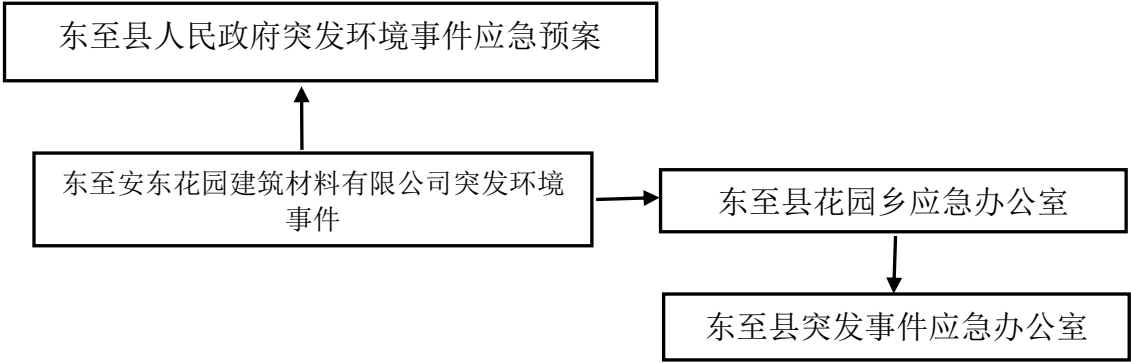 东至县人民政府突发环境事件应急预案
东至安东花园建筑材料有限公司突发环境
事件
东至县花园乡应急办公室
东至县突发事件应急办公室